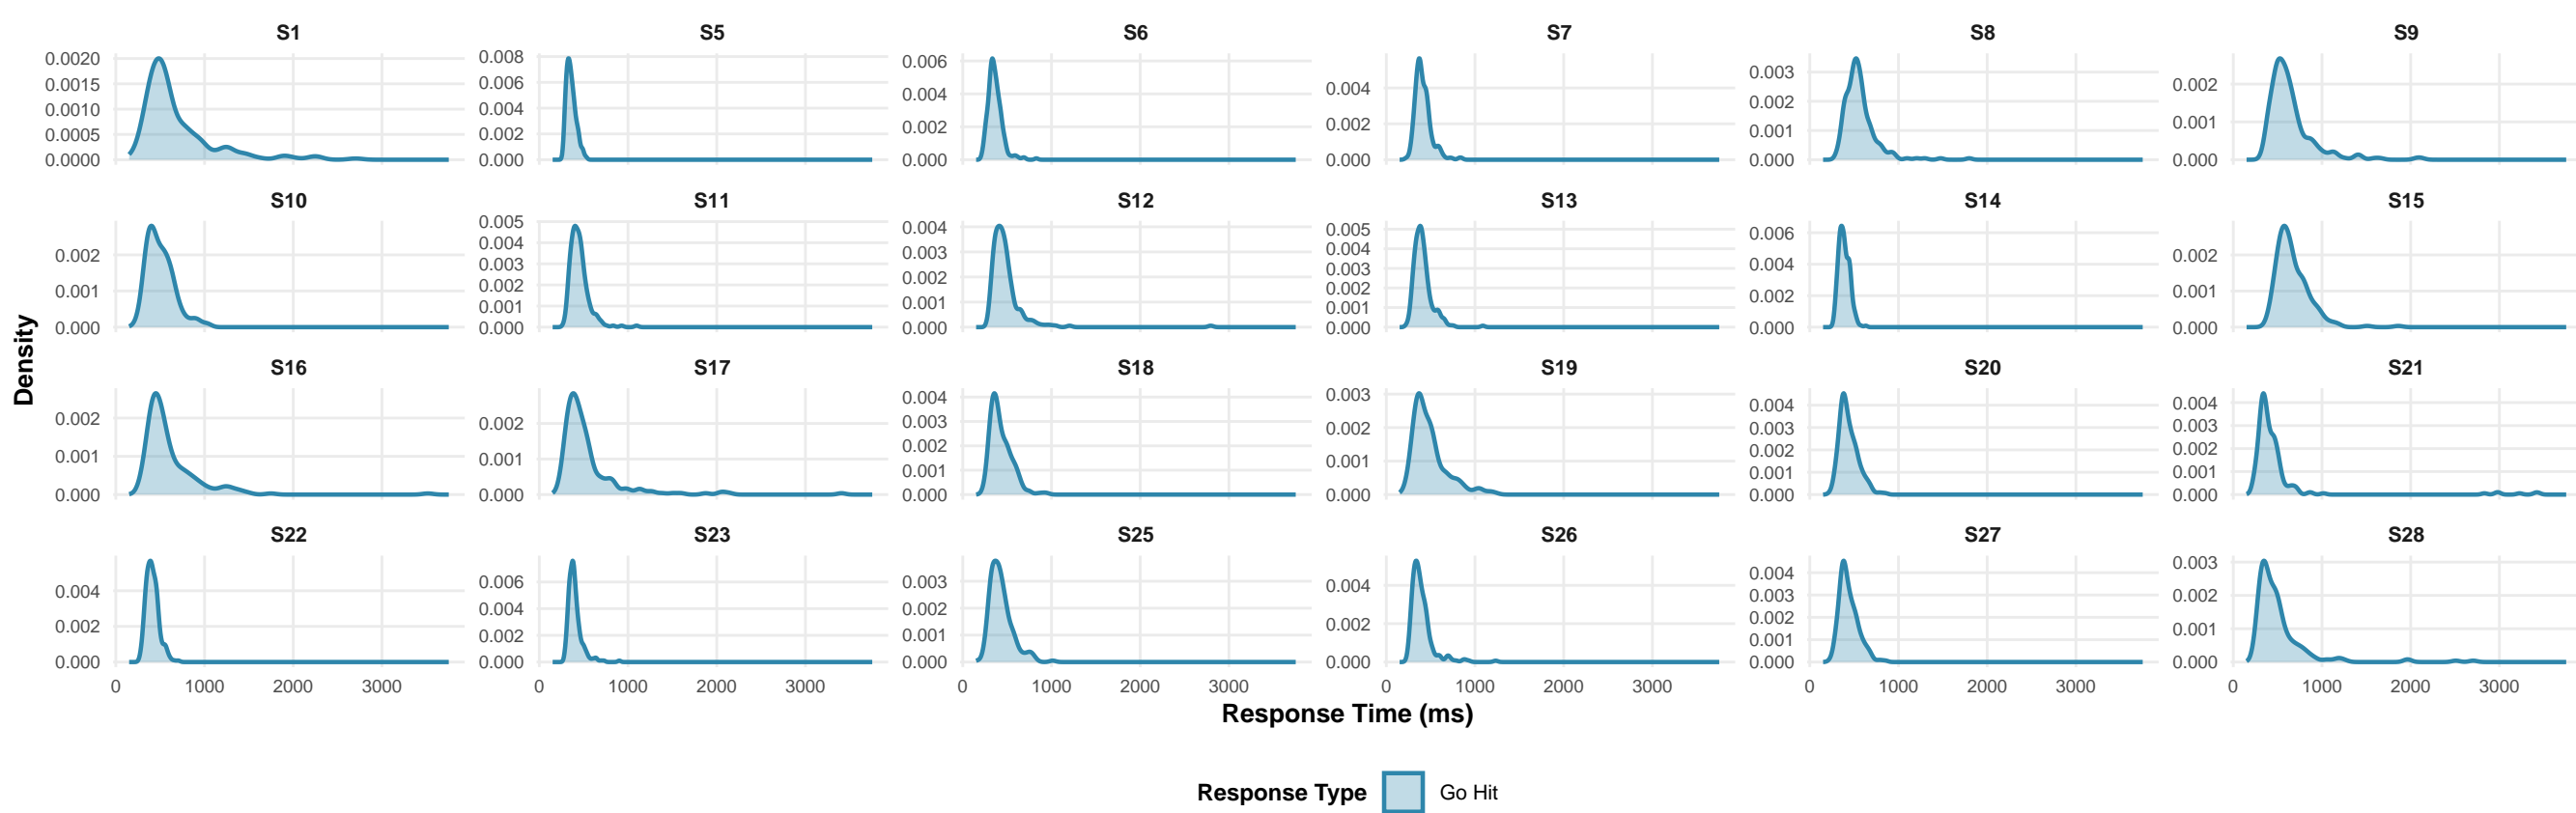 S1 S5 S6 S7 S8 S9
0.0020 0.008 0.006 0.004 0.003 0.002
0.0015 0.006 0.004 0.002 0.002 0.001
0.0010 0.004 0.002 0.000 0.001 0.000
0.0005 0.002 0.000 0.000
0.0000 0.000
S10 S11 S12 S13 S14 S15
0.002 0.005 0.004 0.005 0.006 0.002
0.001 0.004 0.003 0.004 0.004 0.001
0.000 0.003 0.002 0.003 0.002 0.000
0.002 0.001 0.002 0.000
0.001 0.000 0.001
0.000 0.000
Density
S16 S17 S18 S19 S20 S21
0.002 0.002 0.004 0.003 0.004 0.004
0.001 0.001 0.003 0.002 0.003 0.003
0.000 0.000 0.002 0.001 0.002 0.002
0.001 0.000 0.001 0.001
0.000 0.000 0.000
S22 S23 S25 S26 S27 S28
0.004 0.006 0.003 0.004 0.004 0.003
0.002 0.004 0.002 0.002 0.003 0.002
0.000 0.002 0.001 0.000 0.002 0.001
0.000 0.000 0.001 0.000
0.000
0 1000 2000 3000 0 1000 2000 3000 0 1000 2000 3000 0 1000 2000 3000 0 1000 2000 3000 0 1000 2000 3000
Response Time (ms)
Response Type Go Hit